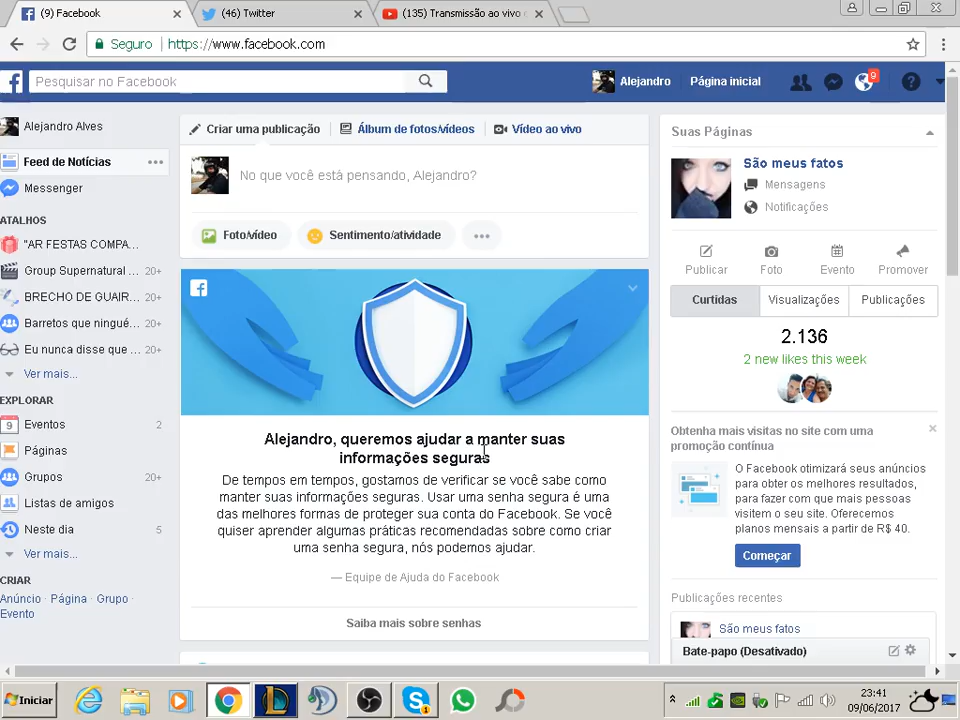 (9) Facebook
(46) Twitter
(135) Transmissão ao vivo
Seguro
https://www.facebook.com
Pesquisar no Facebook
Alejandro
Página inicial
9
Alejandro Alves
Feed de Notícias
Messenger
ATALHOS
"AR FESTAS COMPA...
Group Supernatural ... 20+
BRECHO DE GUAIR... 20+
Barretos que ningué... 20+
Eu nunca disse que ... 20+
Ver mais...
EXPLORAR
Eventos 2
Páginas
Grupos 20+
Listas de amigos
Neste dia 5
Ver mais...
CRIAR
Anúncio · Página · Grupo ·
Evento
Criar uma publicação
Álbum de fotos/vídeos
Vídeo ao vivo
No que você está pensando, Alejandro?
Foto/vídeo
Sentimento/atividade
Alejandro, queremos ajudar a manter suas
informações seguras
De tempos em tempos, gostamos de verificar se você sabe como
manter suas informações seguras. Usar uma senha segura é uma
das melhores formas de proteger sua conta do Facebook. Se você
quiser aprender algumas práticas recomendadas sobre como criar
uma senha segura, nós podemos ajudar.
— Equipe de Ajuda do Facebook
Saiba mais sobre senhas
Suas Páginas
São meus fatos
Mensagens
Notificações
Publicar
Foto
Evento
Promover
Curtidas
Visualizações
Publicações
2.136
2 new likes this week
Obtenha mais visitas no site com uma
promoção contínua
O Facebook otimizará seus anúncios
para obter os melhores resultados,
para fazer com que mais pessoas
visitem o seu site. Oferecemos
planos mensais a partir de R$ 40.
Começar
Publicações recentes
São meus fatos
Bate-papo (Desativado)
Iniciar
23:41
09/06/2017